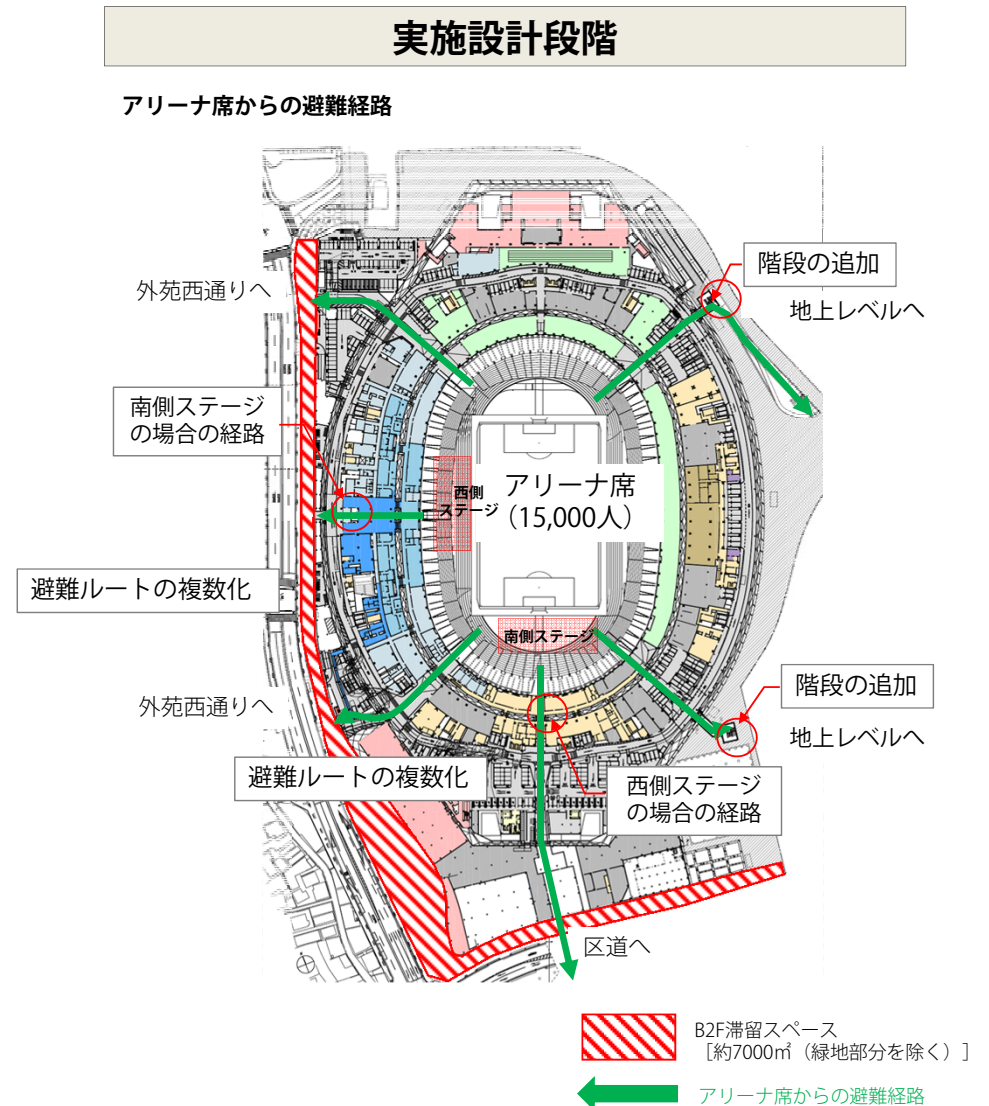 実施設計段階
アリーナ席からの避難経路
階段の追加
外苑西通りへ
地上レベルへ
南側ステージ
の場合の経路
西側
ステージ
アリーナ席
（15,000人）
避難ルートの複数化
南側ステージ
外苑西通りへ
階段の追加
地上レベルへ
避難ルートの複数化
西側ステージ
の場合の経路
区道へ
B2F滞留スペース
［約7000㎡（緑地部分を除く）］
アリーナ席からの避難経路